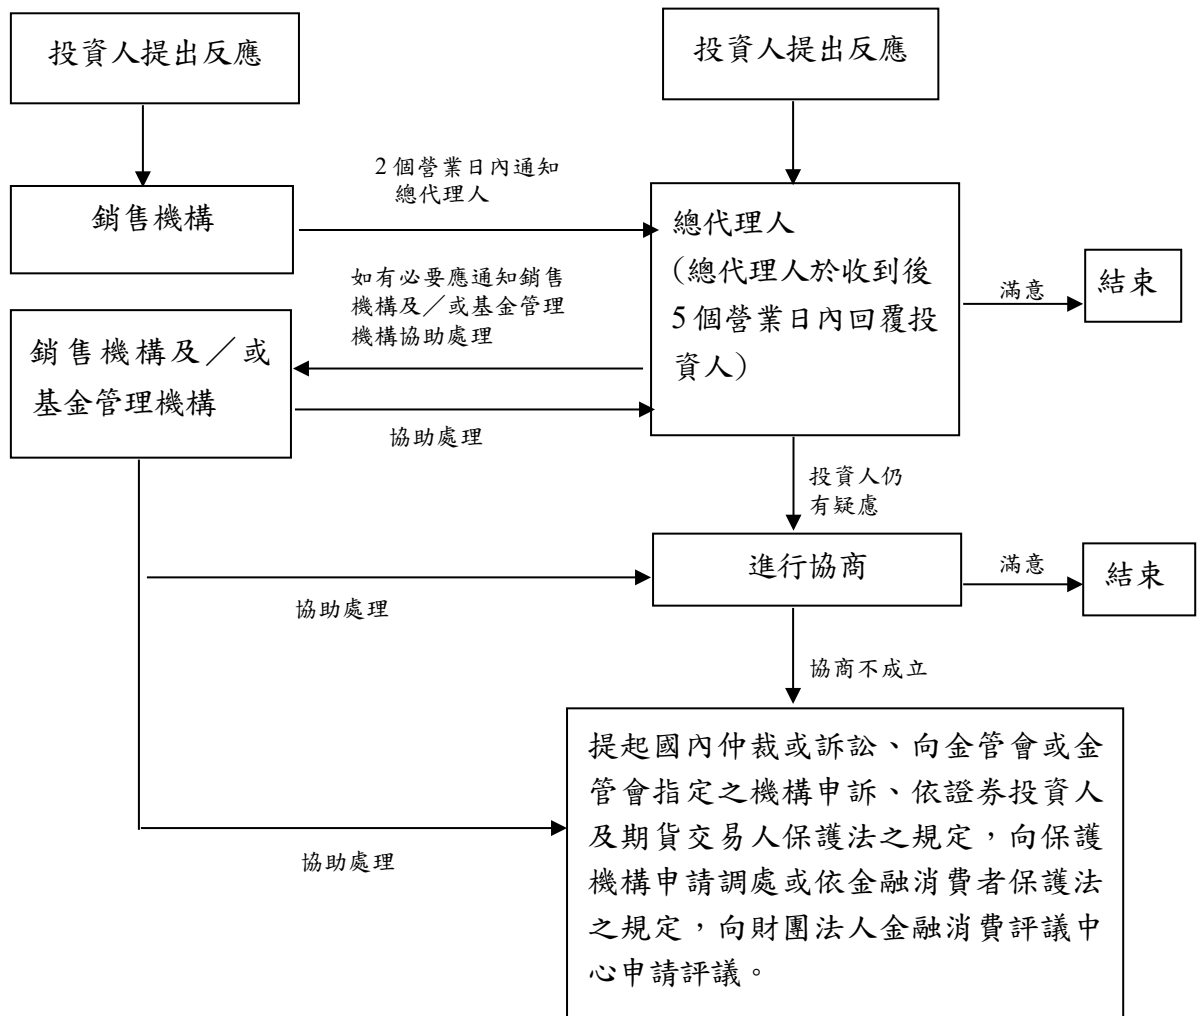 投資人提出反應
投資人提出反應
2 個營業日內通知
總代理人
銷售機構
總代理人
（總代理人於收到後
5 個營業日內回覆投
資人）
滿意
結束
如有必要應通知銷售
機構及／或基金管理
機構協助處理
銷售機構及／或
基金管理機構
協助處理
投資人仍
有疑慮
進行協商
滿意
結束
協助處理
協商不成立
提起國內仲裁或訴訟、向金管會或金
管會指定之機構申訴、依證券投資人
及期貨交易人保護法之規定，向保護
機構申請調處或依金融消費者保護法
之規定，向財團法人金融消費評議中
心申請評議。
協助處理